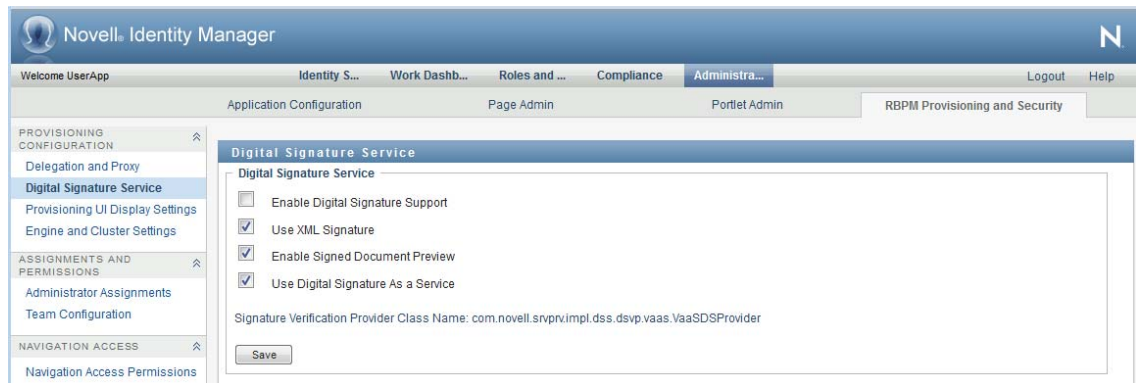 Novell® Identity Manager
N
Welcome UserApp
Identity S... Work Dashb... Roles and ... Compliance Administra... Logout Help
Application Configuration Page Admin Portlet Admin RBPM Provisioning and Security
PROVISIONING
CONFIGURATION
Delegation and Proxy
Digital Signature Service
Provisioning UI Display Settings
Engine and Cluster Settings
ASSIGNMENTS AND
PERMISSIONS
Administrator Assignments
Team Configuration
NAVIGATION ACCESS
Navigation Access Permissions
Digital Signature Service
Digital Signature Service
Enable Digital Signature Support
Use XML Signature
Enable Signed Document Preview
Use Digital Signature As a Service
Signature Verification Provider Class Name: com.novell.srvprv.impl.dss.dsvp.vaas.VaaSDSProvider
Save